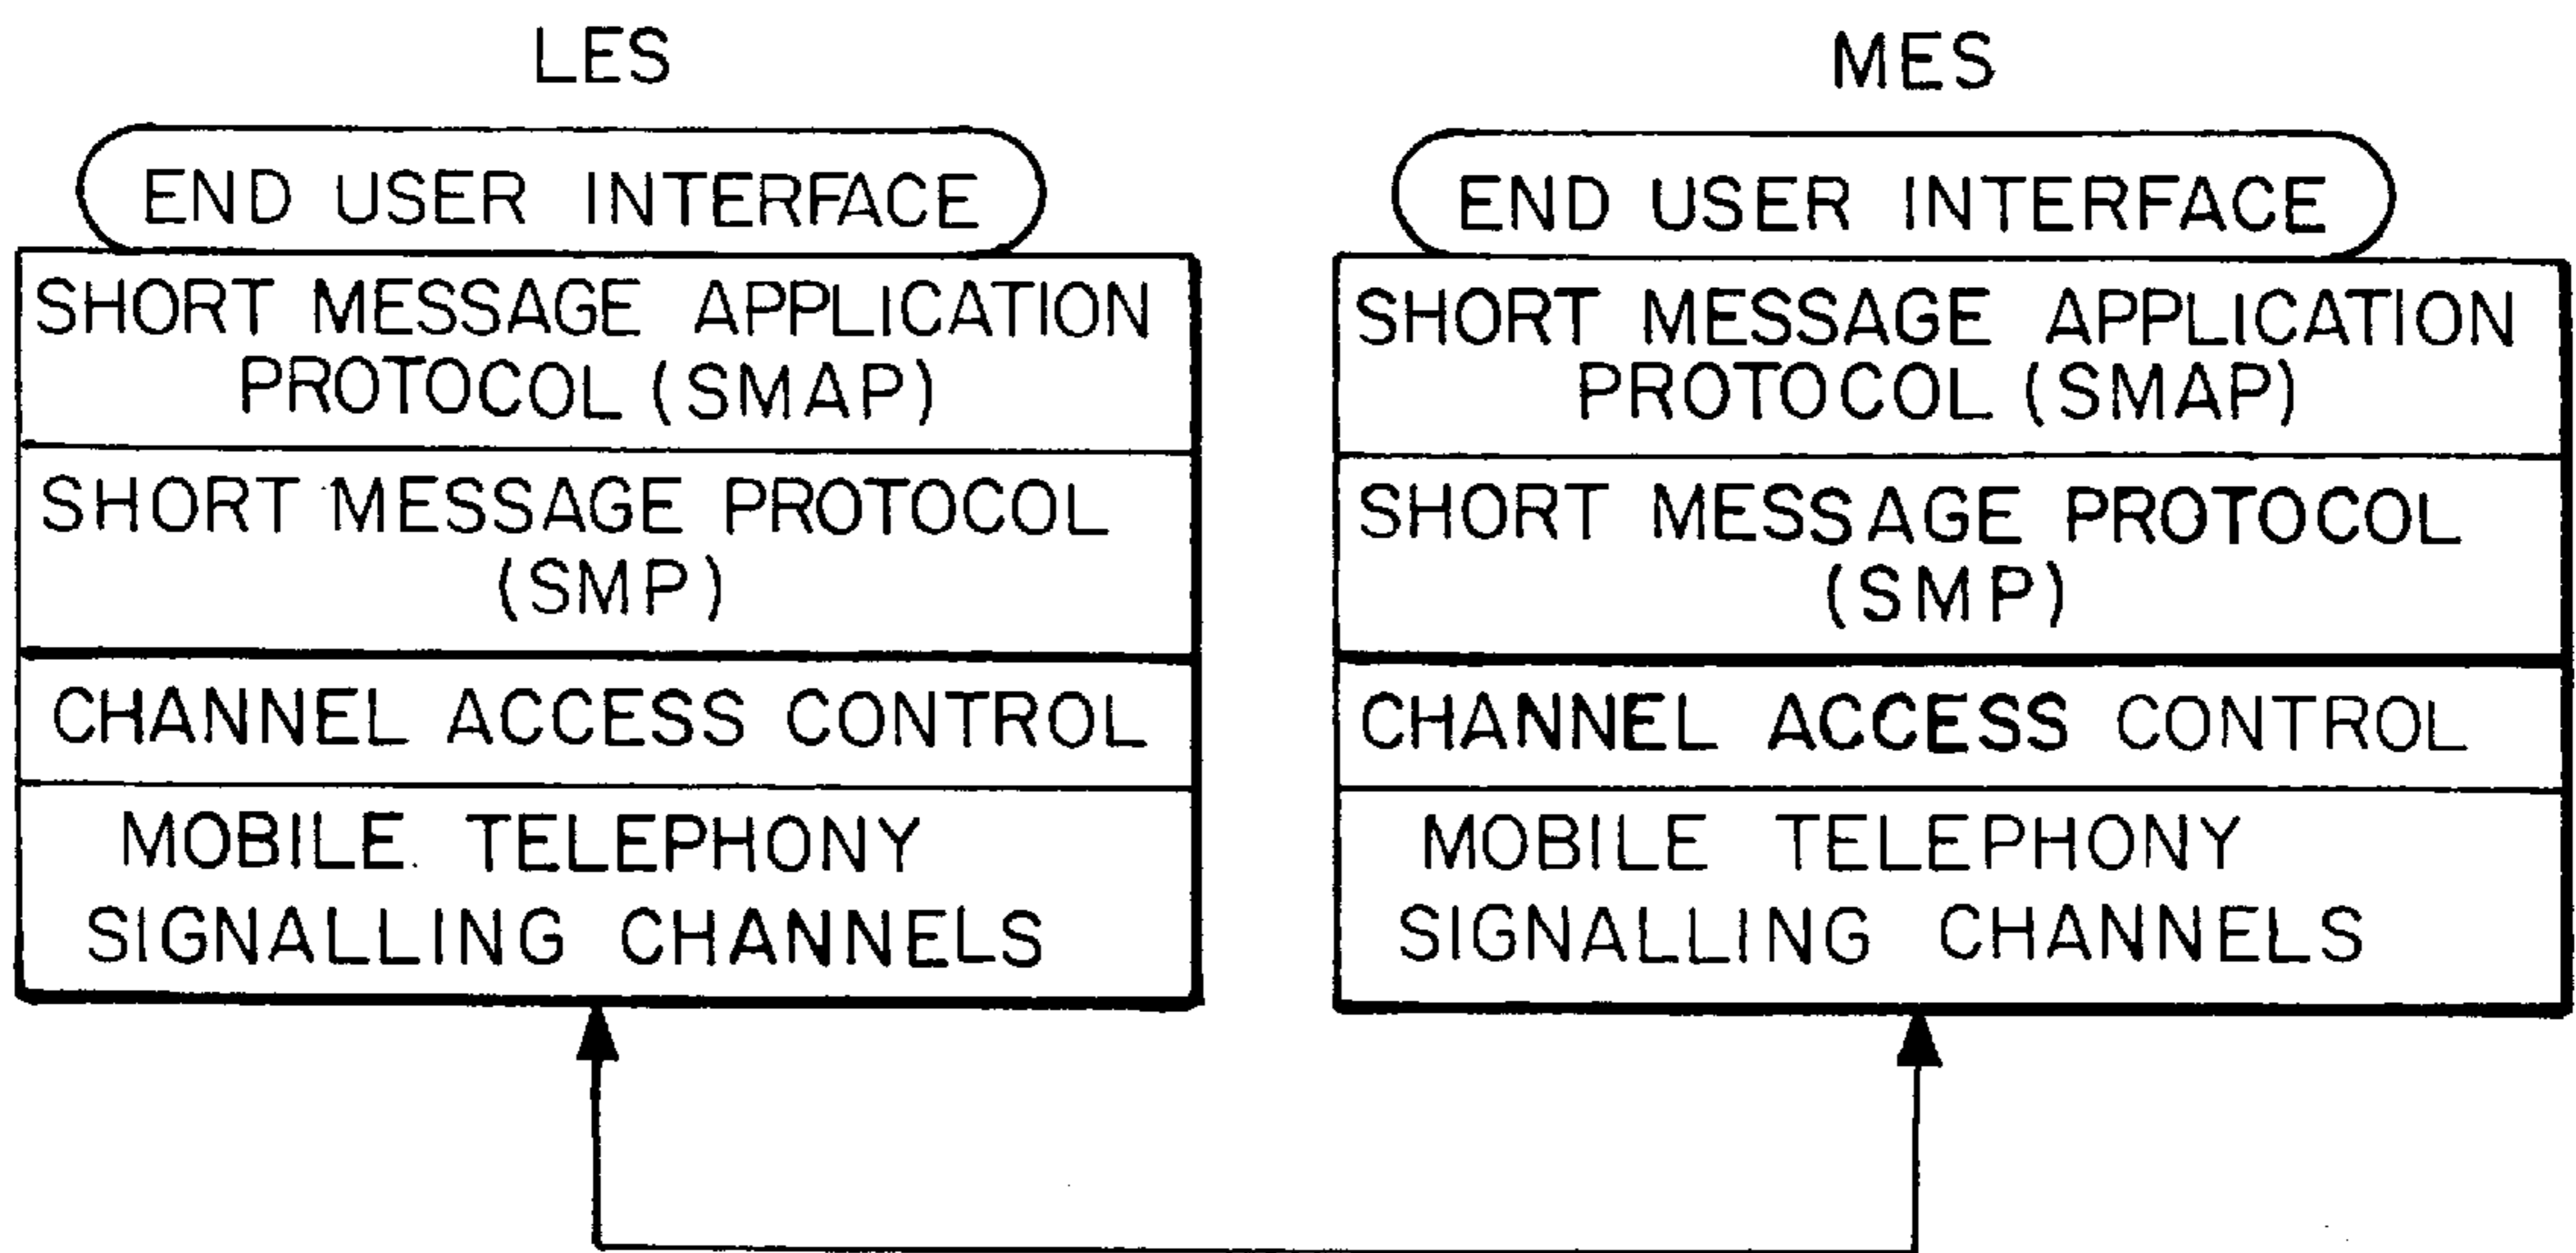 LES
END USER INTERFACE
SHORT MESSAGE APPLICATION
PROTOCOL (SMAP)
SHORT MESSAGE PROTOCOL
(SMP)
CHANNEL ACCESS CONTROL
MOBILE TELEPHONY
SIGNALLING CHANNELS
MES
END USER INTERFACE
SHORT MESSAGE APPLICATION
PROTOCOL (SMAP)
SHORT MESSAGE PROTOCOL
(SMP)
CHANNEL ACCESS CONTROL
MOBILE TELEPHONY
SIGNALLING CHANNELS